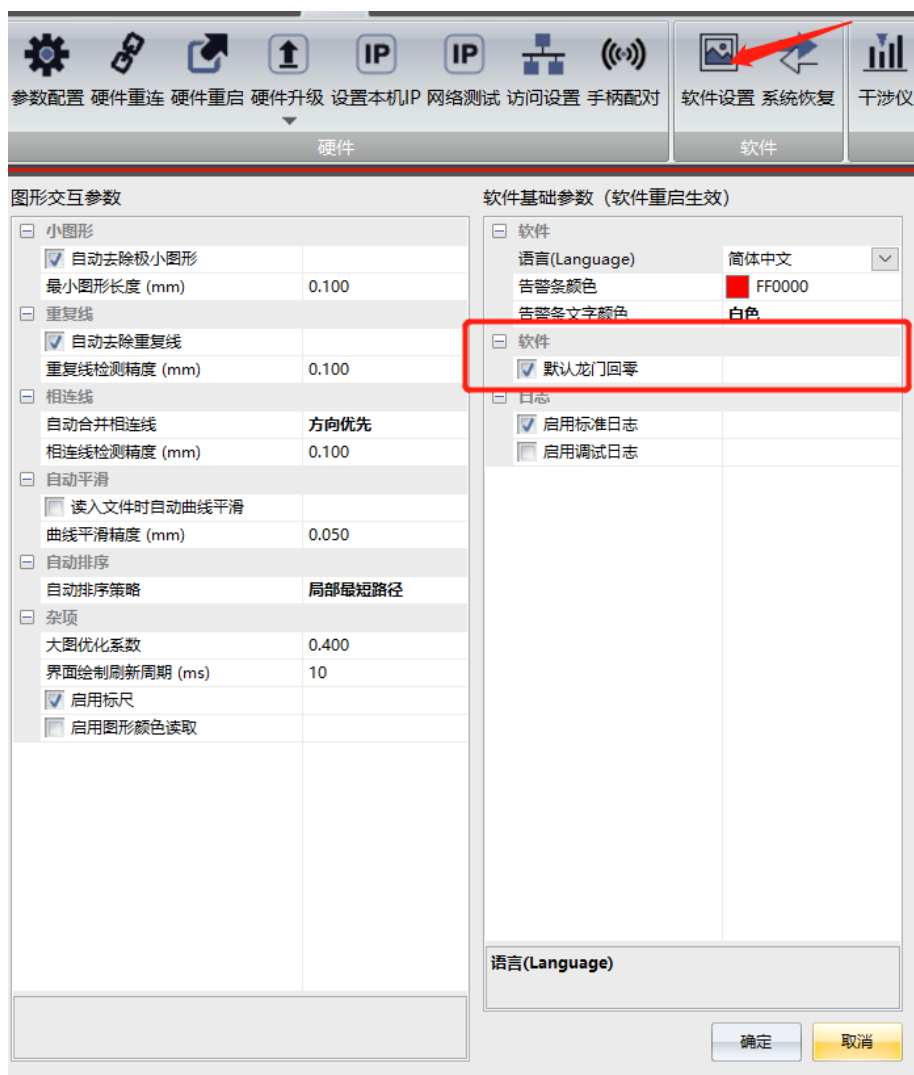 IP IP
参数配置 硬件重连 硬件重启 硬件升级 设置本机IP 网络测试 访问设置 手柄配对 软件设置 系统恢复 干涉仪
硬件 软件
图形交互参数
小图形
自动去除极小图形
最小图形长度 (mm) 0.100
重复线
自动去除重复线
重复线检测精度 (mm) 0.100
相连线
自动合并相连线 方向优先
相连线检测精度 (mm) 0.100
自动平滑
读入文件时自动曲线平滑
曲线平滑精度 (mm) 0.050
自动排序
自动排序策略 局部最短路径
杂项
大图优化系数 0.400
界面绘制刷新周期 (ms) 10
启用标尺
启用图形颜色读取
软件基础参数（软件重启生效）
软件
语言(Language) 简体中文
告警条颜色 FF0000
告警条文字颜色 白色
软件
默认龙门回零
日志
启用标准日志
启用调试日志
语言(Language)
确定 取消